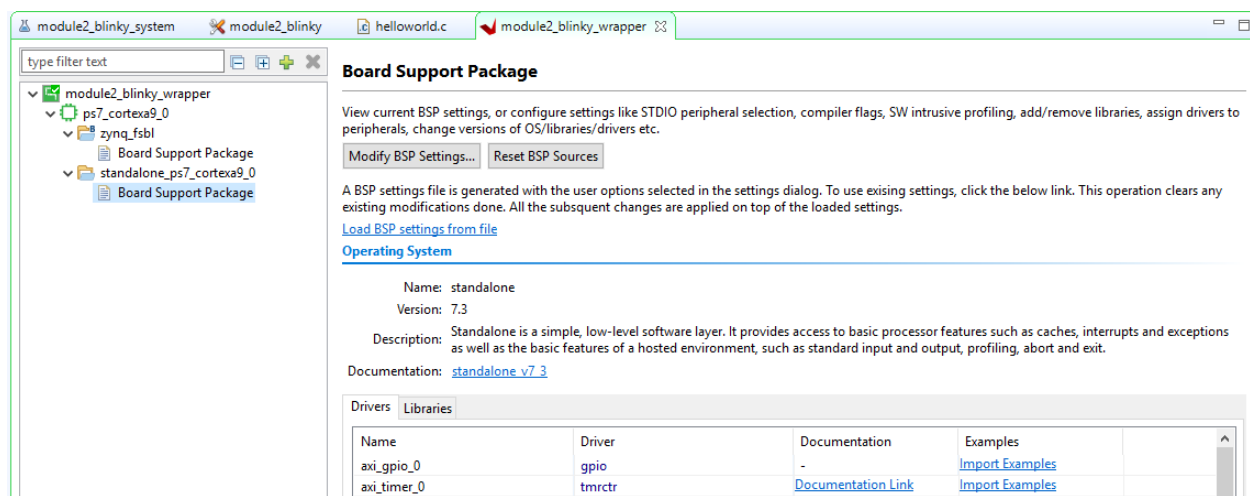 module2_blinky_system module2_blinky helloworld.c module2_blinky_wrapper
type filter text
module2_blinky_wrapper
ps7_cortexa9_0
zynq_fsbl
Board Support Package
standalone_ps7_cortexa9_0
Board Support Package
Board Support Package
View current BSP settings, or configure settings like STDIO peripheral selection, compiler flags, SW intrusive profiling, add/remove libraries, assign drivers to
peripherals, change versions of OS/libraries/drivers etc.
Modify BSP Settings... Reset BSP Sources
A BSP settings file is generated with the user options selected in the settings dialog. To use exising settings, click the below link. This operation clears any
existing modifications done. All the subsquent changes are applied on top of the loaded settings.
Load BSP settings from file
Operating System
Name: standalone
Version: 7.3
Description: Standalone is a simple, low-level software layer. It provides access to basic processor features such as caches, interrupts and exceptions
as well as the basic features of a hosted environment, such as standard input and output, profiling, abort and exit.
Documentation: standalone_v7_3
Drivers Libraries
Name Driver Documentation Examples
axi_gpio_0 gpio - Import Examples
axi_timer_0 tmrctr Documentation Link Import Examples